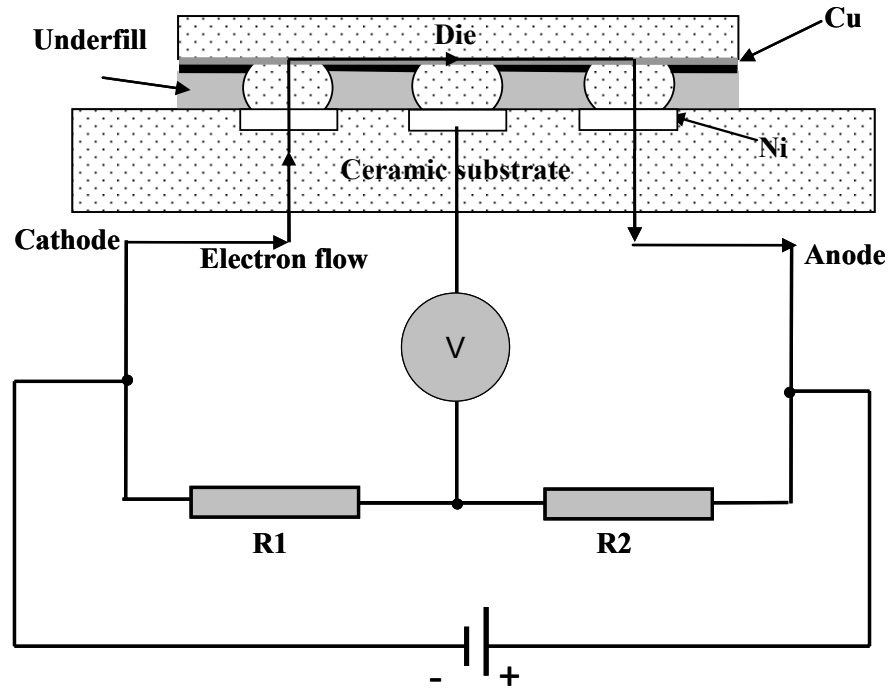 Cu
Underfill
Die
Ni
Ceramic substrate
Cathode
Electron flow
Anode
V
R1
R2
- +